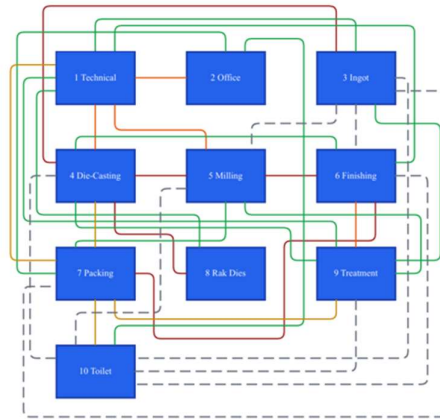 1 Technical
2 Office
3 Ingot
4 Die-Casting
5 Milling
6 Finishing
7 Packing
8 Rak Dies
9 Treatment
10 Toilet